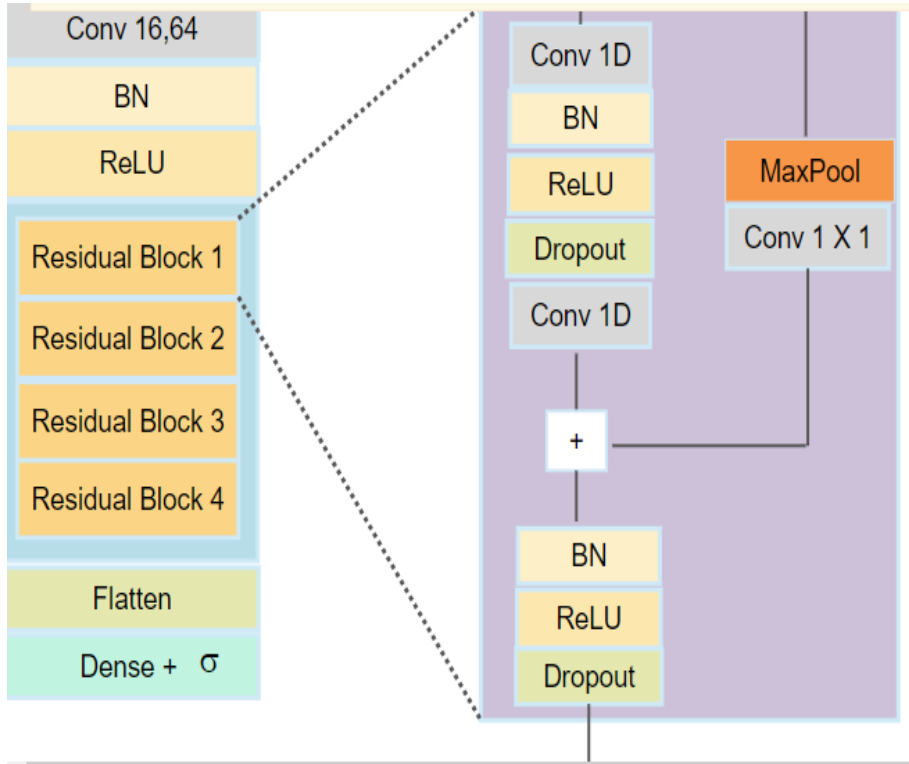 Conv 16,64
BN
ReLU
Residual Block 1
Residual Block 2
Residual Block 3
Residual Block 4
Flatten
Dense + σ
Conv 1D
BN
ReLU
Dropout
Conv 1D
+
BN
ReLU
Dropout
MaxPool
Conv 1 X 1